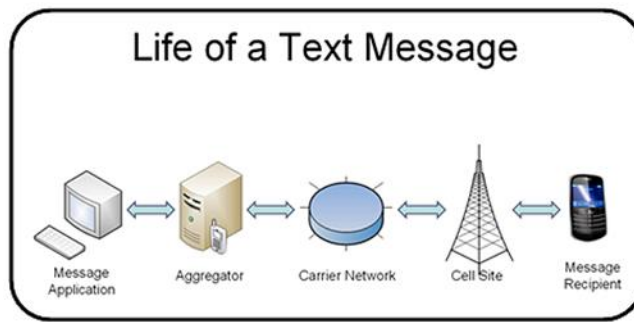 Life of a Text Message
Message
Application
Aggregator
Carrier Network
Cell Site
Message
Recipient